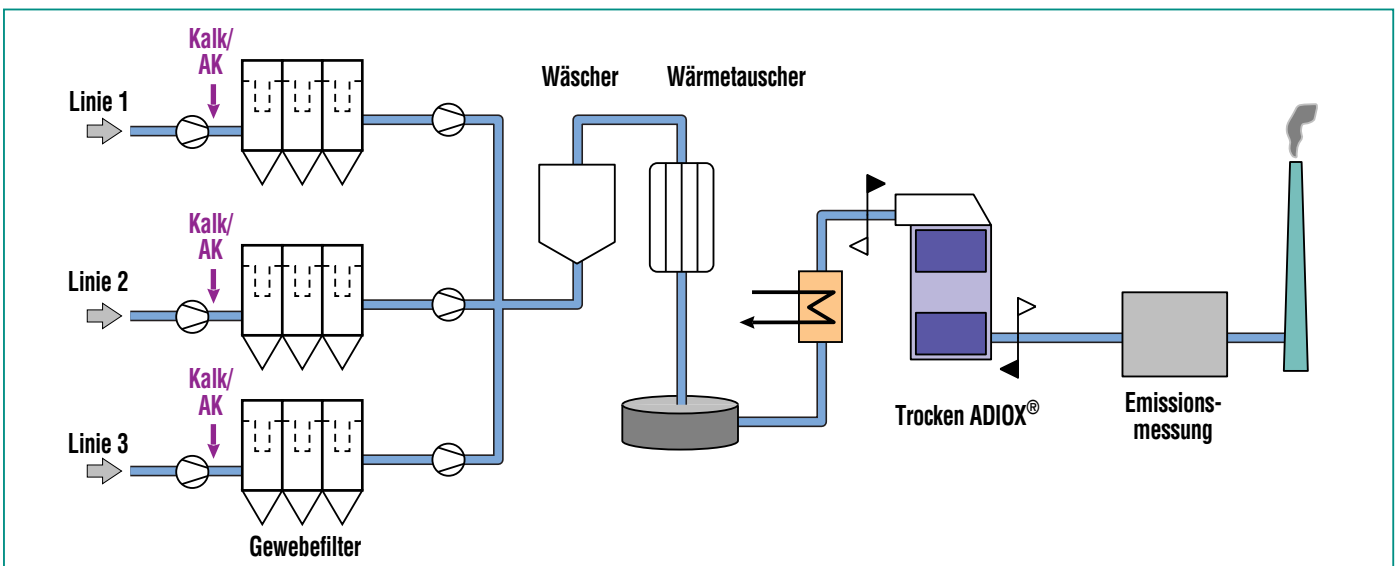 Kalk/
AK
Linie 1
Wäscher
Wärmetauscher
Kalk/
AK
Linie 2
Kalk/
AK
Linie 3
Gewebefilter
Trocken ADIOX®
Emissions-
messung